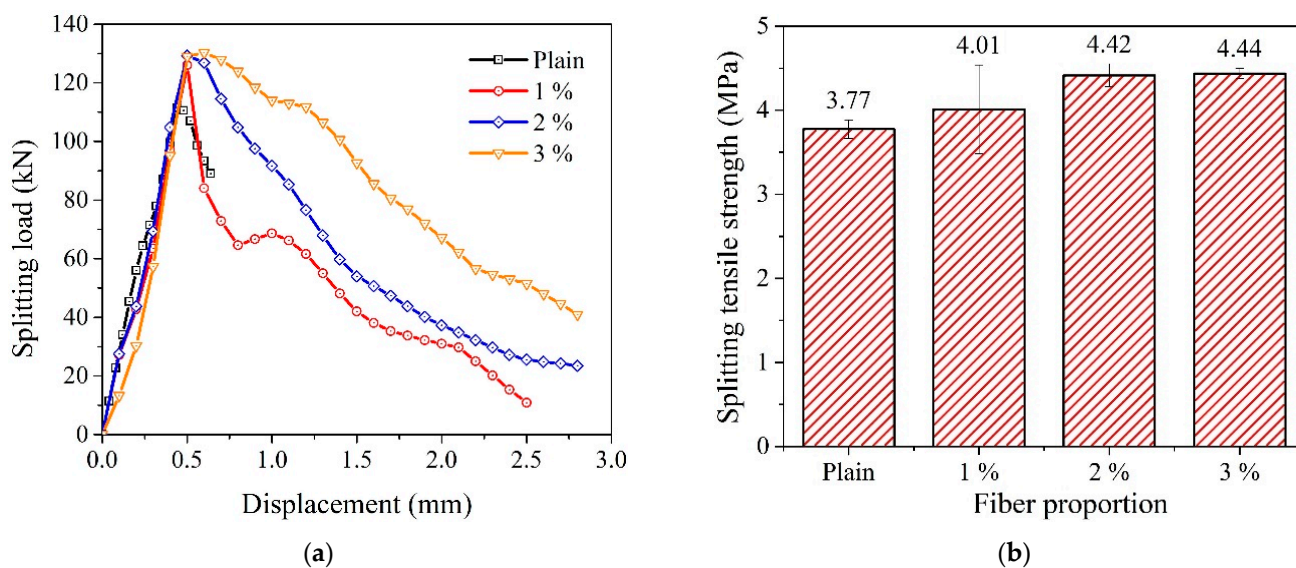 140
120
100
80
60
40
20
0
Splitting load (kN)
Plain
1 %
2 %
3 %
0.0 0.5 1.0 1.5 2.0 2.5 3.0
Displacement (mm)
(a)
5
4
3
2
1
0
Splitting tensile strength (MPa)
3.77
4.01
4.42
4.44
Plain 1 % 2 % 3 %
Fiber proportion
(b)